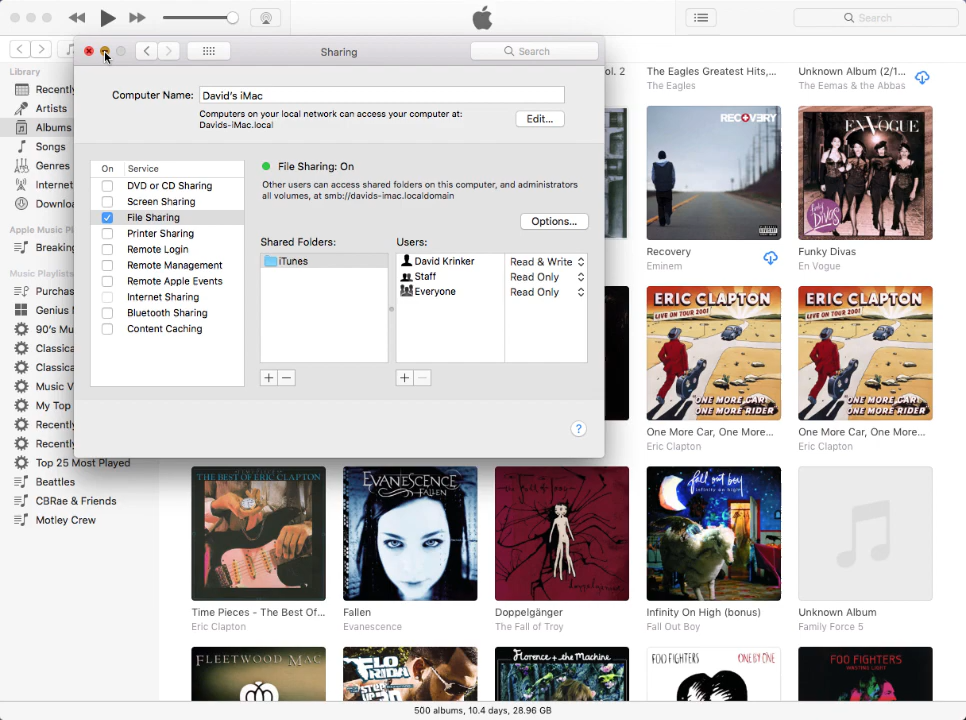 Search
Sharing
Search
Computer Name:
David's iMac
Computers on your local network can access your computer at:
Davids-iMac.local
Edit...
On
Service
DVD or CD Sharing
Screen Sharing
File Sharing
Printer Sharing
Remote Login
Remote Management
Remote Apple Events
Internet Sharing
Bluetooth Sharing
Content Caching
File Sharing: On
Other users can access shared folders on this computer, and administrators
all volumes, at smb://davids-imac.localdomain
Options...
Shared Folders:
Users:
iTunes
David Krinker
Read & Write
Staff
Read Only
Everyone
Read Only
?
Library
Recently
Artists
Albums
Songs
Genres
Internet
Downloa
Apple Music Pl
Breaking
Music Playlists
Purchas
Genius
90's Mu
Classica
Classica
Music V
My Top
Recently
Recently
Top 25 Most Played
Beattles
CBRae & Friends
Motley Crew
ol. 2
The Eagles Greatest Hits,...
The Eagles
Unknown Album (2/1...
The Eemas & the Abbas
RECOVERY
Recovery
Eminem
EN VOGUE
Funky
Divas
Funky Divas
En Vogue
ERIC CLAPTON
LIVE ON TOUR 2001
ONE MORE CAR
ONE MORE RIDER
One More Car, One More...
Eric Clapton
ERIC CLAPTON
LIVE ON TOUR 2001
ONE MORE CAR
ONE MORE RIDER
One More Car, One More...
Eric Clapton
THE BEST OF ERIC CLAPTON
Time Pieces - The Best Of...
Eric Clapton
EVANESCENCE
FALLEN
Fallen
Evanescence
Doppelgänger
The Fall of Troy
fall out boy
infinity on high
Infinity On High (bonus)
Fall Out Boy
Unknown Album
Family Force 5
FLEETWOOD MAC
FLO
RIDA
Florence + the Machine
FOO FIGHTERS
ONE BY ONE
FOO FIGHTERS
500 albums, 10.4 days, 28.96 GB